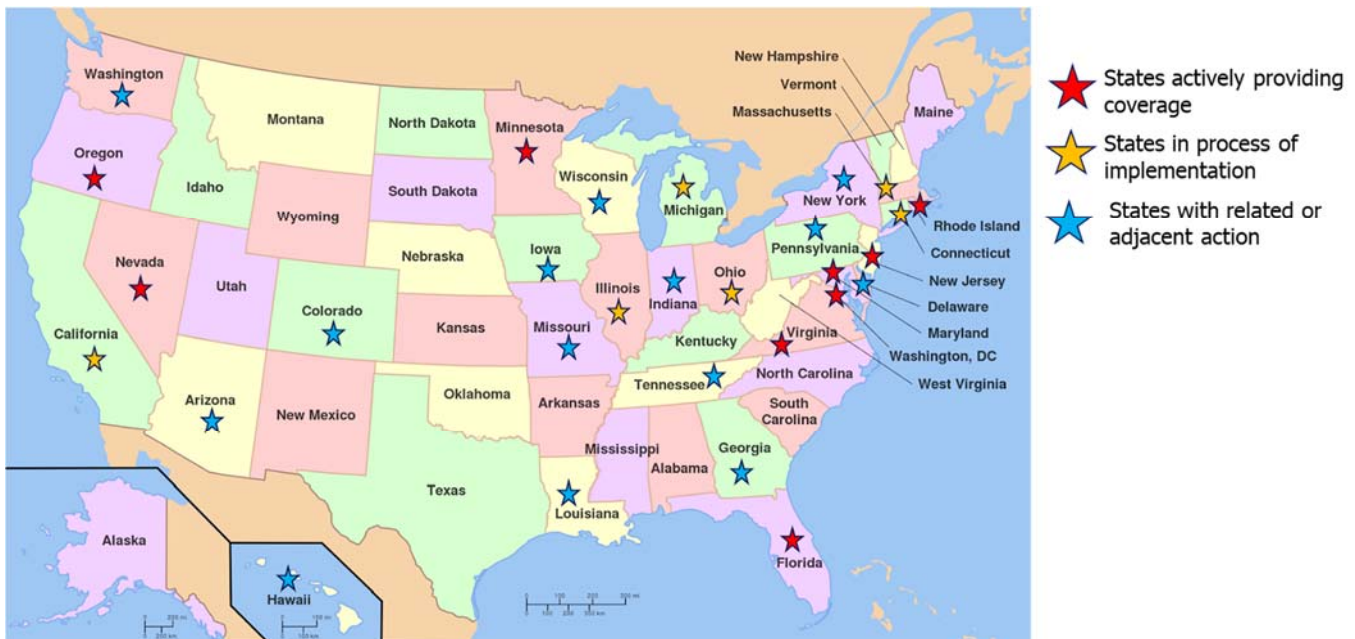 New Hampshire
Vermont
Massachusetts
Washington
Montana
North Dakota
Minnesota
Maine
Oregon
Idaho
Wisconsin
South Dakota
Michigan
New York
Wyoming
Rhode Island
Connecticut
Pennsylvania
Iowa
Nebraska
Nevada
Ohio
New Jersey
Utah
Illinois
Indiana
Delaware
Colorado
California
Kansas
Missouri
Virginia
Maryland
Kentucky
Washington, DC
North Carolina
West Virginia
Tennessee
Arizona
Oklahoma
New Mexico
Arkansas
South
Carolina
Mississippi
Georgia
Alabama
Texas
Louisiana
Alaska
Florida
Hawaii
States actively providing
coverage
States in process of
implementation
States with related or
adjacent action